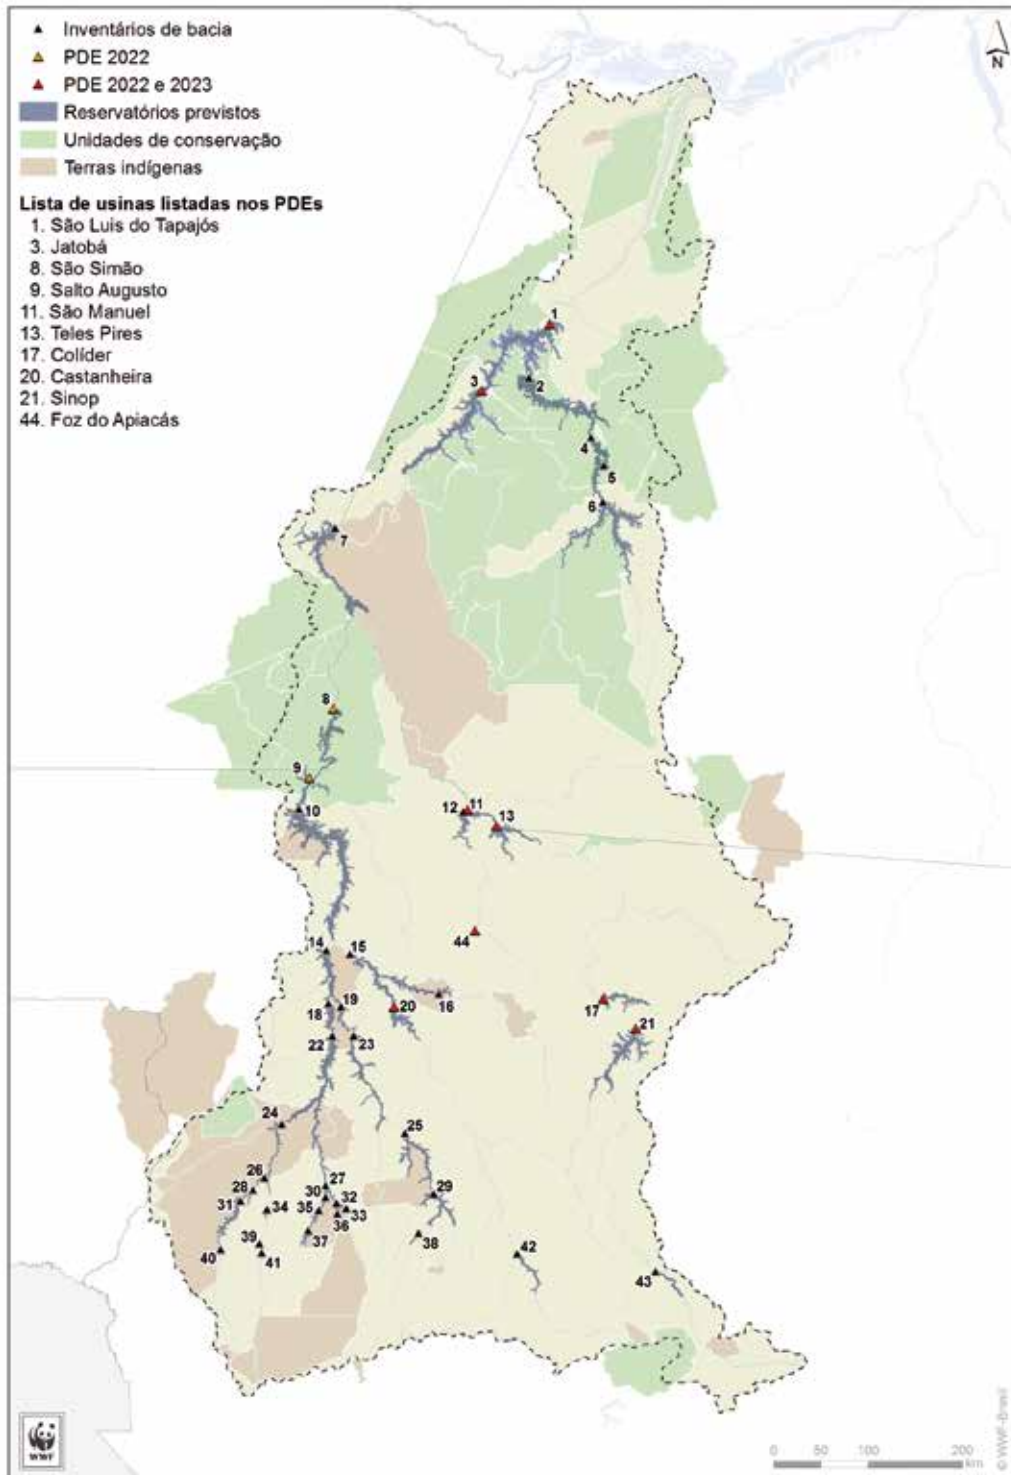 Inventários de bacia
PDE 2022
PDE 2022 e 2023
Reservatórios previstos
Unidades de conservação
Terras indígenas
Lista de usinas listadas nos PDEs
1. São Luis do Tapajós
3. Jatobá
8. São Simão
9. Salto Augusto
11. São Manuel
13. Teles Pires
17. Colíder
20. Castanheira
21. Sinop
44. Foz do Apiacás
N
1
2
3
4
5
6
7
8
9
10
12
11
13
44
14
15
16
17
18
19
20
21
22
23
24
25
26
27
28
29
30
31
32
33
34
35
36
37
38
39
40
41
42
43
0 50 100 200
km
WWF
© WWF-Brasil